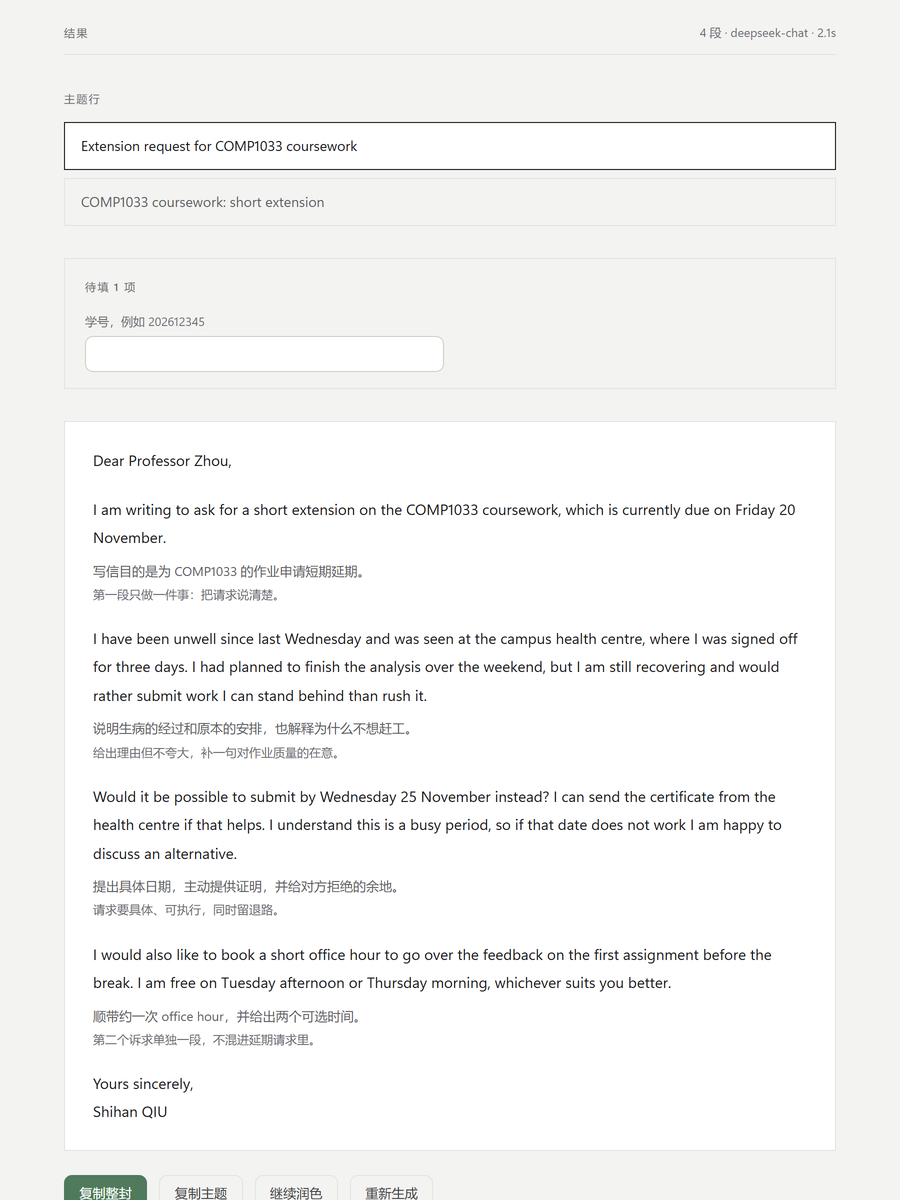 结果
4 段 · deepseek-chat · 2.1s
主题行
Extension request for COMP1033 coursework
COMP1033 coursework: short extension
待填 1 项
学号，例如 202612345
Dear Professor Zhou,
I am writing to ask for a short extension on the COMP1033 coursework, which is currently due on Friday 20
November.
写信目的是为 COMP1033 的作业申请短期延期。
第一段只做一件事：把请求说清楚。
I have been unwell since last Wednesday and was seen at the campus health centre, where I was signed off
for three days. I had planned to finish the analysis over the weekend, but I am still recovering and would
rather submit work I can stand behind than rush it.
说明生病的经过和原本的安排，也解释为什么不想赶工。
给出理由但不夸大，补一句对作业质量的在意。
Would it be possible to submit by Wednesday 25 November instead? I can send the certificate from the
health centre if that helps. I understand this is a busy period, so if that date does not work I am happy to
discuss an alternative.
提出具体日期，主动提供证明，并给对方拒绝的余地。
请求要具体、可执行，同时留退路。
I would also like to book a short office hour to go over the feedback on the first assignment before the
break. I am free on Tuesday afternoon or Thursday morning, whichever suits you better.
顺带约一次 office hour，并给出两个可选时间。
第二个诉求单独一段，不混进延期请求里。
Yours sincerely,
Shihan QIU
复制整封
复制主题
继续润色
重新生成